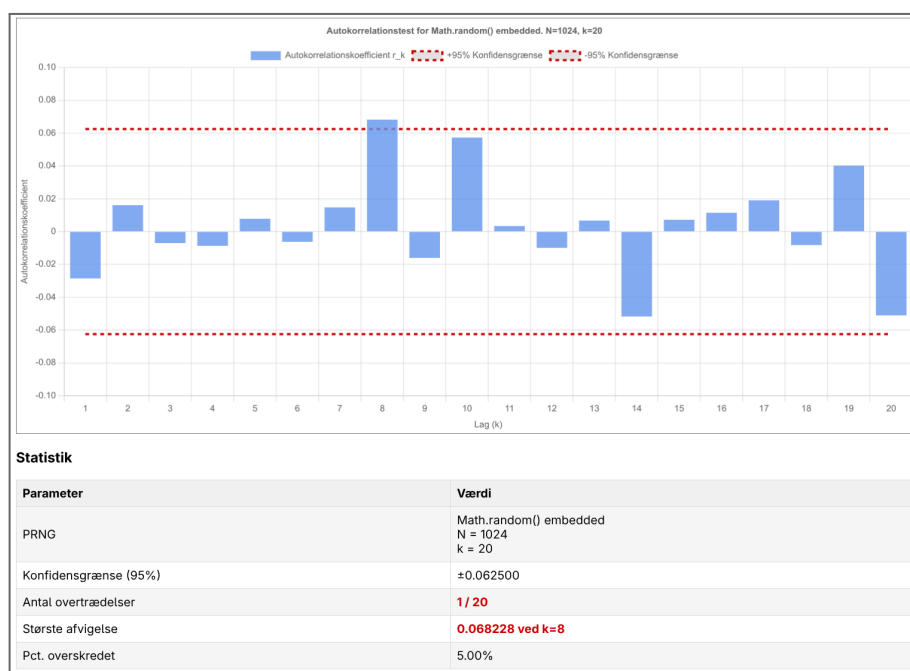 Autokorrelationstest for Math.random() embedded. N=1024, k=20
Autokorrelationskoefficient r_k +95% Konfidensgrænse -95% Konfidensgrænse
Autokorrelationskoefficient
0.10
0.08
0.06
0.04
0.02
0
-0.02
-0.04
-0.06
-0.08
-0.10
1 2 3 4 5 6 7 8 9 10 11 12 13 14 15 16 17 18 19 20
Lag (k)
Statistik
Parameter Værdi
PRNG Math.random() embedded
N = 1024
k = 20
Konfidensgrænse (95%) ±0.062500
Antal overtrædelser 1 / 20
Største afvigelse 0.068228 ved k=8
Pct. overskredet 5.00%